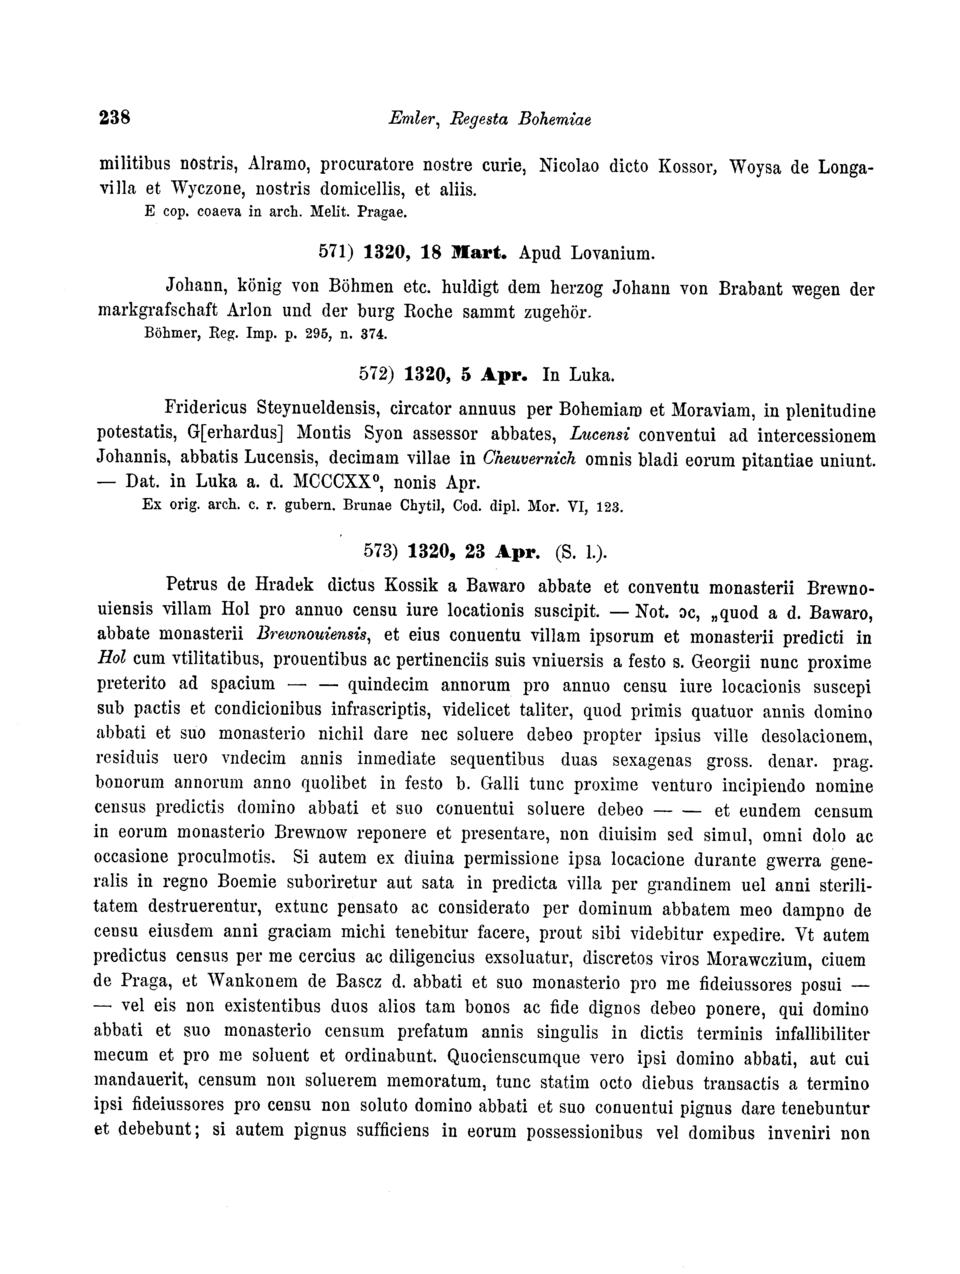 238 Emler, Regesta Bohemiae
militibus nostris, Alramo, procuratore nostre curie, Nicolao dicto Kossor, Woysa de Longa-
villa et Wyczone, nostris domicellis, et aliis.
E cop. coaeva in arch. Melit. Pragae.
571) 1320, 18 Mart. Apud Lovanium.
Johann, könig von Böhmen etc. huldigt dem herzog Johann von Brabant wegen der
markgrafschaft Arlon und der burg Roche sammt zugehör.
Böhmer, Reg. Imp. p. 295, n. 374.
572) 1320, 5 Apr. In Luka.
Fridericus Steynueldensis, circator annuus per Bohemiam et Moraviam, in plenitudine
potestatis, G[erhardus] Montis Syon assessor abbates, Lucensi conventui ad intercessionem
Johannis, abbatis Lucensis, decimam villae in Cheuvernich omnis bladi eorum pitantiae uniunt.
— Dat. in Luka a. d. MCCCXX⁰, nonis Apr.
Ex orig. arch. c. r. gubern. Brunae Chytil, Cod. dipl. Mor. VI, 123.
573) 1320, 23 Apr. (S. l.).
Petrus de Hradek dictus Kossik a Bawaro abbate et conventu monasterii Brewno-
uiensis villam Hol pro annuo censu iure locationis suscipit. — Not. ɔc, „quod a d. Bawaro,
abbate monasterii Brewnouiensis, et eius conuentu villam ipsorum et monasterii predicti in
Hol cum vtilitatibus, prouentibus ac pertinenciis suis vniuersis a festo s. Georgii nunc proxime
preterito ad spacium — — quindecim annorum pro annuo censu iure locacionis suscepi
sub pactis et condicionibus infrascriptis, videlicet taliter, quod primis quatuor annis domino
abbati et suo monasterio nichil dare nec soluere debeo propter ipsius ville desolacionem,
residuis uero vndecim annis inmediate sequentibus duas sexagenas gross. denar. prag.
bonorum annorum anno quolibet in festo b. Galli tunc proxime venturo incipiendo nomine
census predictis domino abbati et suo conuentui soluere debeo — — et eundem censum
in eorum monasterio Brewnow reponere et presentare, non diuisim sed simul, omni dolo ac
occasione proculmotis. Si autem ex diuina permissione ipsa locacione durante gwerra gene-
ralis in regno Boemie suboriretur aut sata in predicta villa per grandinem uel anni sterili-
tatem destruerentur, extunc pensato ac considerato per dominum abbatem meo dampno de
censu eiusdem anni graciam michi tenebitur facere, prout sibi videbitur expedire. Vt autem
predictus census per me cercius ac diligencius exsoluatur, discretos viros Morawczium, ciuem
de Praga, et Wankonem de Bascz d. abbati et suo monasterio pro me fideiussores posui —
— vel eis non existentibus duos alios tam bonos ac fide dignos debeo ponere, qui domino
abbati et suo monasterio censum prefatum annis singulis in dictis terminis infallibiliter
mecum et pro me soluent et ordinabunt. Quocienscumque vero ipsi domino abbati, aut cui
mandauerit, censum non soluerem memoratum, tunc statim octo diebus transactis a termino
ipsi fideiussores pro censu non soluto domino abbati et suo conuentui pignus dare tenebuntur
et debebunt; si autem pignus sufficiens in eorum possessionibus vel domibus inveniri non